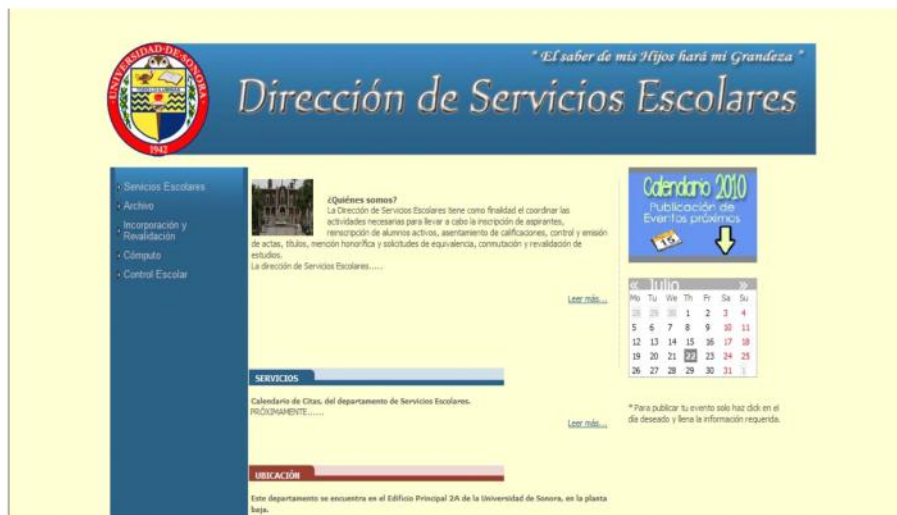 " El saber de mis Hijos hará mi Grandeza "
UNIVERSIDAD-DE-SONORA
1942
Dirección de Servicios Escolares
Servicios Escolares
Archivo
Incorporación y
Revalidación
Cómputo
Control Escolar
¿Quiénes somos?
La Dirección de Servicios Escolares tiene como finalidad el coordinar las
actividades necesarias para llevar a cabo la inscripción de aspirantes,
reinscripción de alumnos activos, asentamiento de calificaciones, control y emisión
de actas, títulos, mención honorífica y solicitudes de equivalencia, conmutación y revalidación de
estudios.
La dirección de Servicios Escolares.....
Leer más...
SERVICIOS
Calendario de Citas, del departamento de Servicios Escolares.
PRÓXIMAMENTE......
Leer más...
UBICACIÓN
Este departamento se encuentra en el Edificio Principal 2A de la Universidad de Sonora, en la planta
baja.
Calendario 2010
Publicación de
Eventos próximos
« Julio »
Mo Tu We Th Fr Sa Su
28 29 30 1 2 3 4
5 6 7 8 9 10 11
12 13 14 15 16 17 18
19 20 21 22 23 24 25
26 27 28 29 30 31 1
*Para publicar tu evento solo haz click en el
día deseado y llena la información requerida.